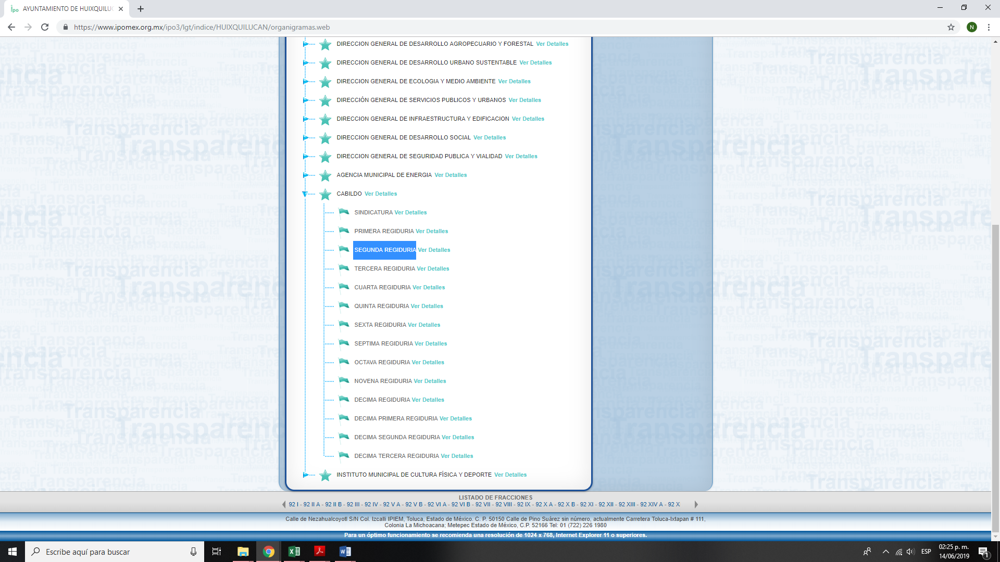 AYUNTAMIENTO DE HUIXQUILUC
https://www.ipomex.org.mx/ipo3/lgt/indice/HUIXQUILUCAN/organigramas.web
N
DIRECCION GENERAL DE DESARROLLO AGROPECUARIO Y FORESTAL Ver Detalles
DIRECCION GENERAL DE DESARROLLO URBANO SUSTENTABLE Ver Detalles
DIRECCION GENERAL DE ECOLOGIA Y MEDIO AMBIENTE Ver Detalles
DIRECCIÓN GENERAL DE SERVICIOS PUBLICOS Y URBANOS Ver Detalles
DIRECCION GENERAL DE INFRAESTRUCTURA Y EDIFICACION Ver Detalles
DIRECCION GENERAL DE DESARROLLO SOCIAL Ver Detalles
DIRECCION GENERAL DE SEGURIDAD PUBLICA Y VIALIDAD Ver Detalles
AGENCIA MUNICIPAL DE ENERGIA Ver Detalles
CABILDO Ver Detalles
SINDICATURA Ver Detalles
PRIMERA REGIDURIA Ver Detalles
SEGUNDA REGIDURIA Ver Detalles
TERCERA REGIDURIA Ver Detalles
CUARTA REGIDURIA Ver Detalles
QUINTA REGIDURIA Ver Detalles
SEXTA REGIDURIA Ver Detalles
SEPTIMA REGIDURIA Ver Detalles
OCTAVA REGIDURIA Ver Detalles
NOVENA REGIDURIA Ver Detalles
DECIMA REGIDURIA Ver Detalles
DECIMA PRIMERA REGIDURIA Ver Detalles
DECIMA SEGUNDA REGIDURIA Ver Detalles
DECIMA TERCERA REGIDURIA Ver Detalles
INSTITUTO MUNICIPAL DE CULTURA FÍSICA Y DEPORTE Ver Detalles
LISTADO DE FRACCIONES
92 I - 92 II A - 92 II B - 92 III - 92 IV - 92 V A - 92 V B - 92 VI A - 92 VI B - 92 VII - 92 VIII - 92 IX - 92 X A - 92 X B - 92 XI - 92 XII - 92 XIII - 92 XIV A - 92 X
Calle de Nezahualcoyotl S/N Col. Izcalli IPIEM, Toluca, Estado de México. C. P. 50150 Calle de Pino Suárez sin número, actualmente Carretera Toluca-Ixtapan # 111,
Colonia La Michoacana; Metepec Estado de México, C.P. 52166 Tel: 01 (722) 226 1980
Para un óptimo funcionamiento se recomienda una resolución de 1024 x 768, Internet Explorer 11 o superiores.
Escribe aquí para buscar
ESP
02:25 p. m.
14/06/2019
1